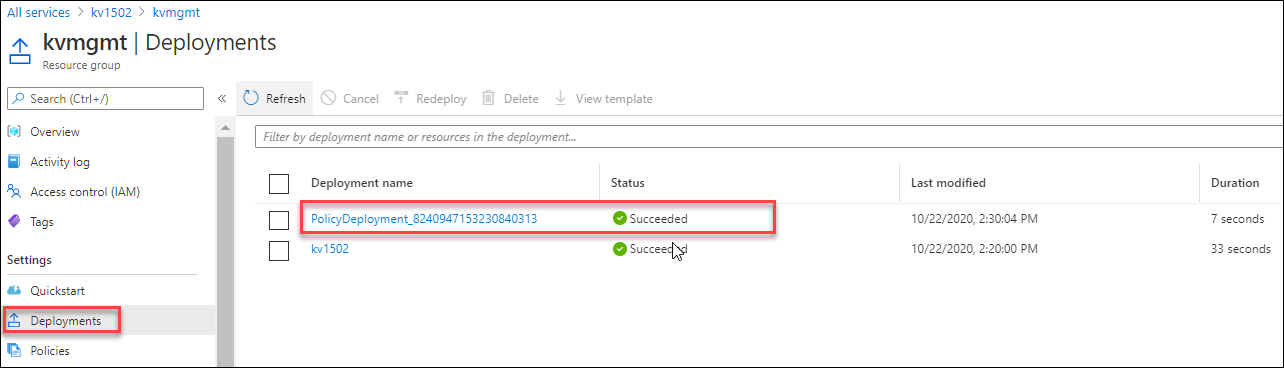 All services > kv1502 > kvmgmt
kvmgmt | Deployments
Resource group
Search (Ctrl+/)
«
Overview
Activity log
Access control (IAM)
Tags
Settings
Quickstart
Deployments
Policies
Refresh Cancel Redeploy Delete View template
Filter by deployment name or resources in the deployment...
Deployment name Status Last modified Duration
PolicyDeployment_8240947153230840313 Succeeded 10/22/2020, 2:30:04 PM 7 seconds
kv1502 Succeeded 10/22/2020, 2:20:00 PM 33 seconds